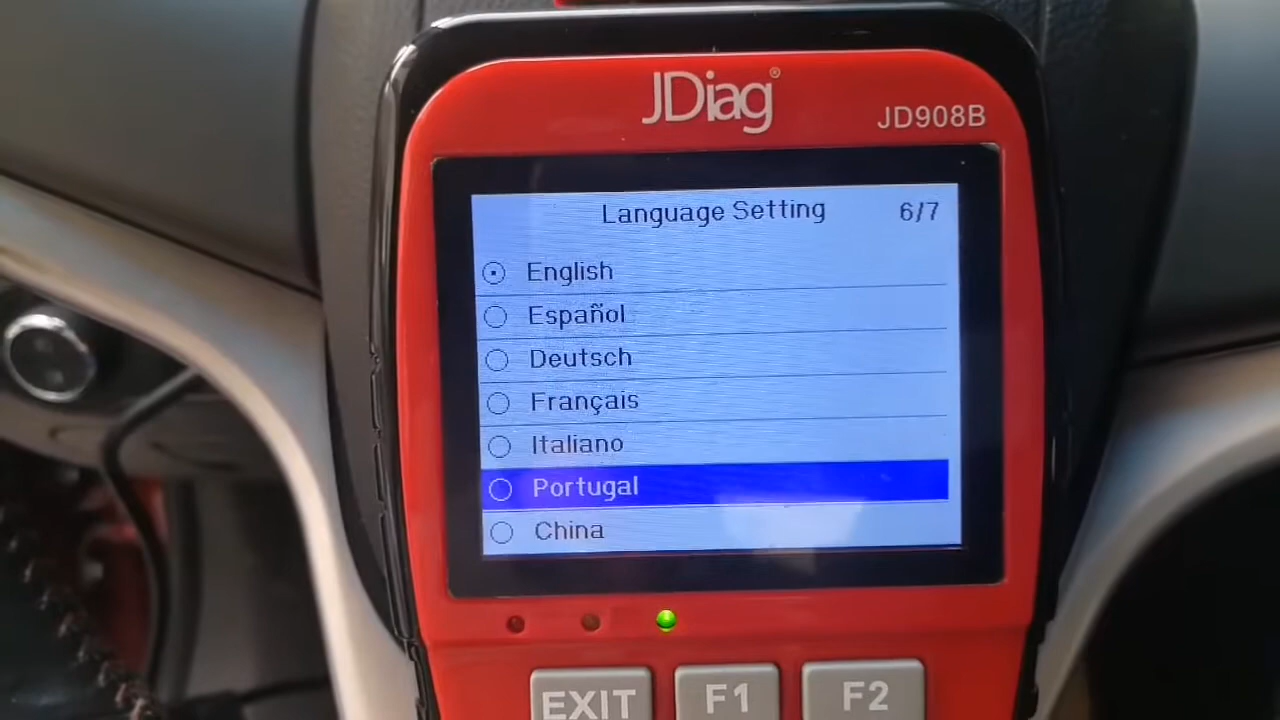 JDiag®
JD908B
Language Setting 6/7
English
Español
Deutsch
Français
Italiano
Portugal
China
EXIT F1 F2